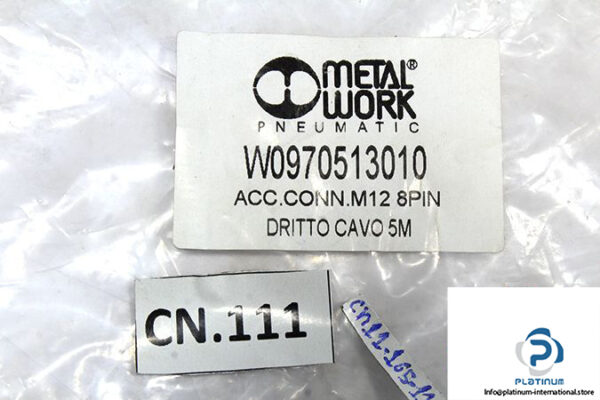 METAL®
WORK
PNEUMATIC
W0970513010
ACC.CONN.M12 8PIN
DRITTO CAVO 5M
CN.111
PLATINUM
Info@platinum-international.store